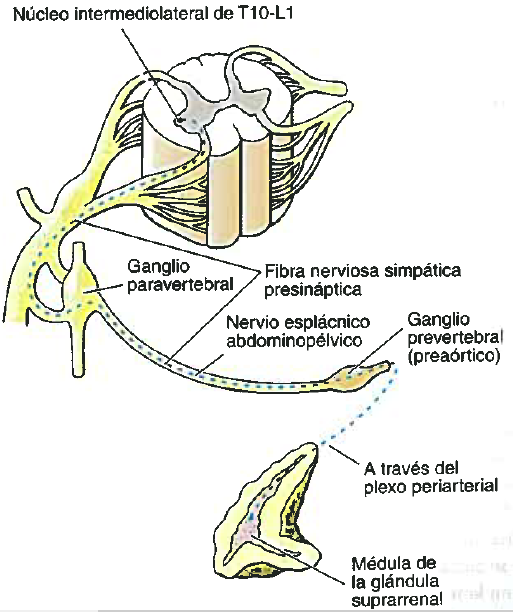 Núcleo intermediolateral de T10-L1
Ganglio
paravertebral
Fibra nerviosa simpática
presináptica
Nervio esplácnico
abdominopélvico
Ganglio
prevertebral
(preaórtico)
A través del
plexo periarterial
Médula de
la glándula
suprarrenal